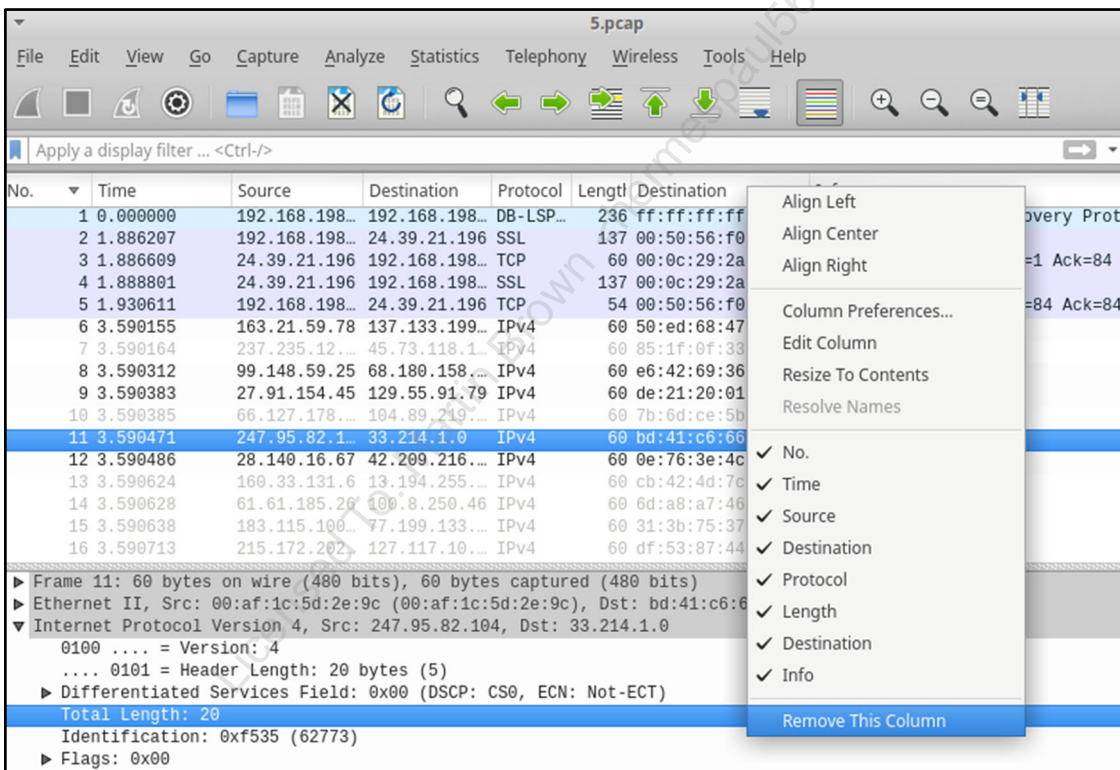 5.pcap
File Edit View Go Capture Analyze Statistics Telephony Wireless Tools Help
Apply a display filter ... <Ctrl-/>
No. Time Source Destination Protocol Length Destination
1 0.000000 192.168.198… 192.168.198… DB-LSP… 236 ff:ff:ff:ff overy Prot
2 1.886207 192.168.198… 24.39.21.196 SSL 137 00:50:56:f0
3 1.886609 24.39.21.196 192.168.198… TCP 60 00:0c:29:2a =1 Ack=84
4 1.888801 24.39.21.196 192.168.198… SSL 137 00:0c:29:2a
5 1.930611 192.168.198… 24.39.21.196 TCP 54 00:50:56:f0 =84 Ack=84
6 3.590155 163.21.59.78 137.133.199… IPv4 60 50:ed:68:47
7 3.590164 237.235.12.… 45.73.118.1… IPv4 60 85:1f:0f:33
8 3.590312 99.148.59.25 68.180.158.… IPv4 60 e6:42:69:36
9 3.590383 27.91.154.45 129.55.91.79 IPv4 60 de:21:20:01
10 3.590385 66.127.178.… 104.89.219.… IPv4 60 7b:6d:ce:5b
11 3.590471 247.95.82.1… 33.214.1.0 IPv4 60 bd:41:c6:66
12 3.590486 28.140.16.67 42.209.216.… IPv4 60 0e:76:3e:4c
13 3.590624 160.33.131.6 13.194.255.… IPv4 60 cb:42:4d:7c
14 3.590628 61.61.185.26 100.8.250.46 IPv4 60 6d:a8:a7:46
15 3.590638 183.115.100… 77.199.133.… IPv4 60 31:3b:75:37
16 3.590713 215.172.202… 127.117.10.… IPv4 60 df:53:87:44
Align Left
Align Center
Align Right
Column Preferences...
Edit Column
Resize To Contents
Resolve Names
No.
Time
Source
Destination
Protocol
Length
Destination
Info
Remove This Column
Frame 11: 60 bytes on wire (480 bits), 60 bytes captured (480 bits)
Ethernet II, Src: 00:af:1c:5d:2e:9c (00:af:1c:5d:2e:9c), Dst: bd:41:c6:6
Internet Protocol Version 4, Src: 247.95.82.104, Dst: 33.214.1.0
0100 .... = Version: 4
.... 0101 = Header Length: 20 bytes (5)
Differentiated Services Field: 0x00 (DSCP: CS0, ECN: Not-ECT)
Total Length: 20
Identification: 0xf535 (62773)
Flags: 0x00
Licensed To: Martin Brown